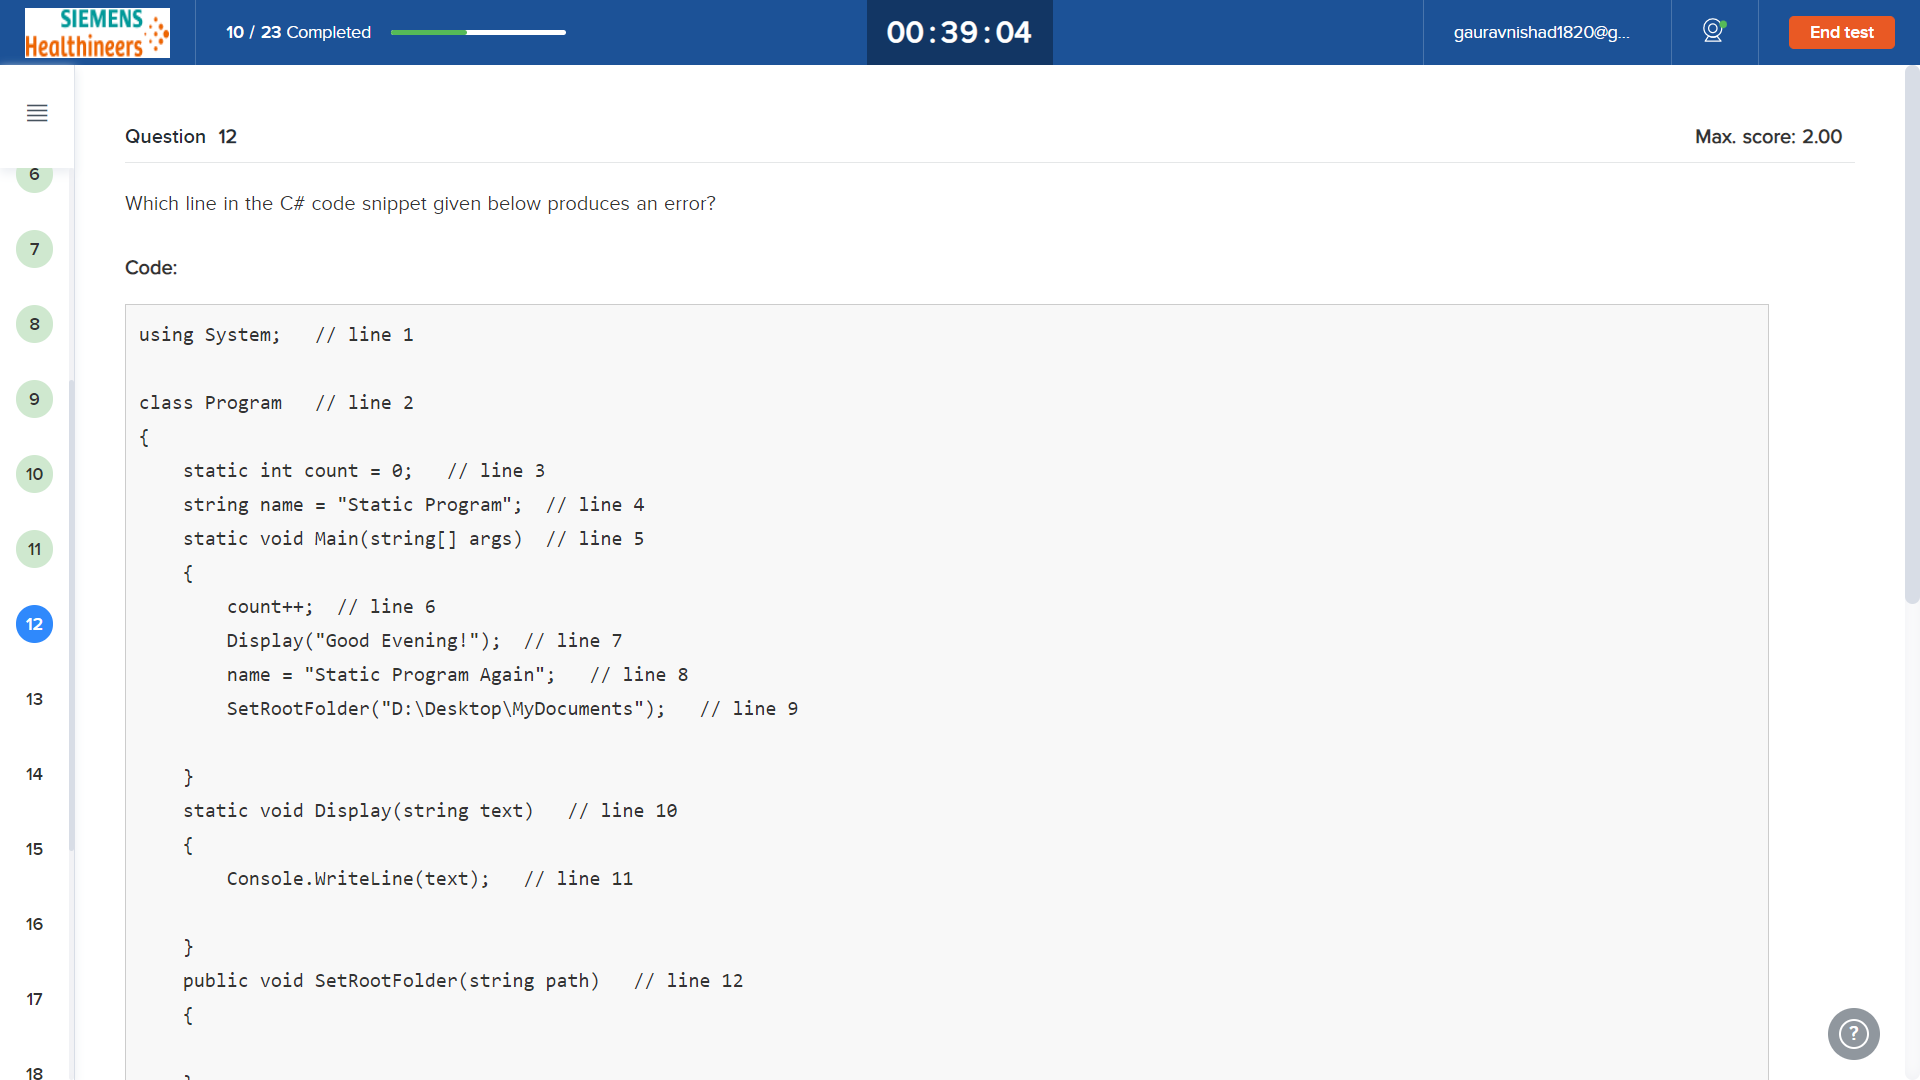 SIEMENS
Healthineers
10 / 23 Completed
00:39:04
gauravnishad1820@g...
End test
Question 12
Max. score: 2.00
Which line in the C# code snippet given below produces an error?
Code:
using System;   // line 1
class Program   // line 2
{
    static int count = 0;   // line 3
    string name = "Static Program";  // line 4
    static void Main(string[] args)  // line 5
    {
        count++;  // line 6
        Display("Good Evening!");  // line 7
        name = "Static Program Again";   // line 8
        SetRootFolder("D:\Desktop\MyDocuments");   // line 9
    }
    static void Display(string text)   // line 10
    {
        Console.WriteLine(text);   // line 11
    }
    public void SetRootFolder(string path)   // line 12
    {
6
7
8
9
10
11
12
13
14
15
16
17
18
?